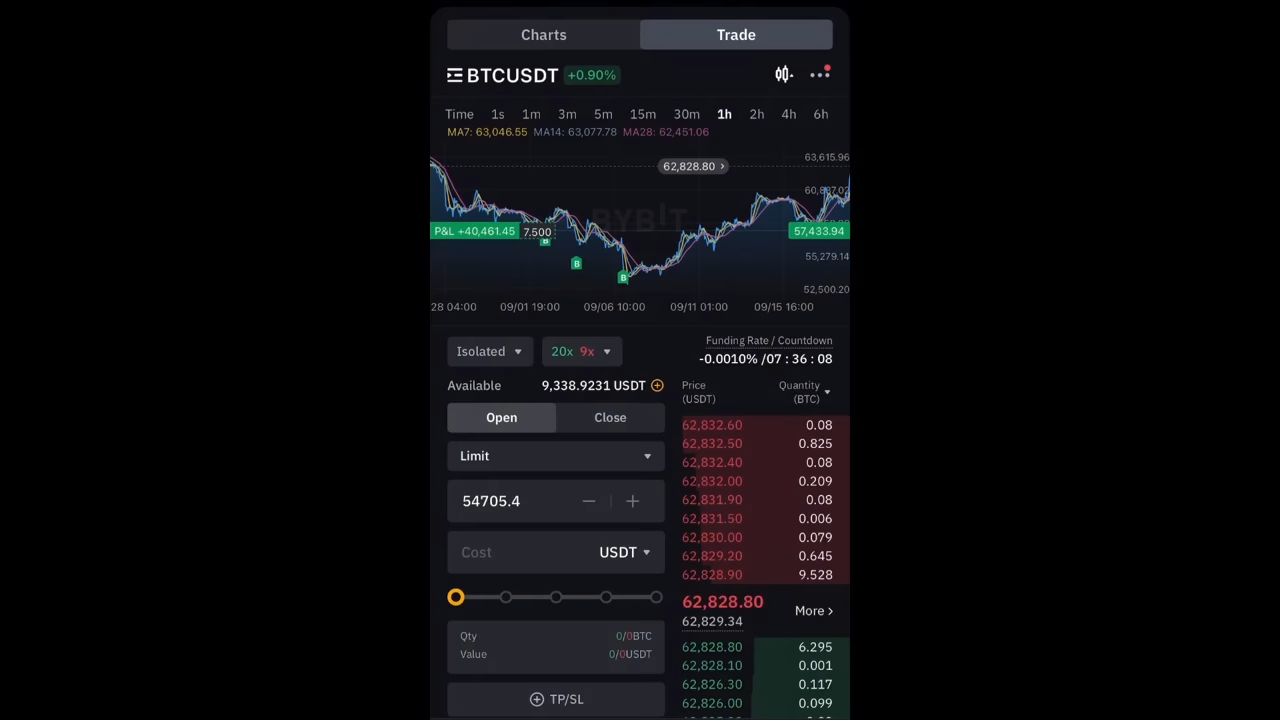 Charts Trade
BTCUSDT +0.90%
Time 1s 1m 3m 5m 15m 30m 1h 2h 4h 6h
MA7: 63,046.55 MA14: 63,077.78 MA28: 62,451.06
63,615.96
62,828.80 >
BYBIT
P&L +40,461.45 7.500 57,433.94
B
55,279.14
B
B
52,500.20
28 04:00 09/01 19:00 09/06 10:00 09/11 01:00 09/15 16:00
Isolated 20x 9x
Funding Rate / Countdown
-0.0010% /07 : 36 : 08
Available 9,338.9231 USDT
Open Close
Limit
54705.4 — +
Cost USDT
Qty 0/0BTC
Value 0/0USDT
TP/SL
Price Quantity
(USDT) (BTC)
62,832.60 0.08
62,832.50 0.825
62,832.40 0.08
62,832.00 0.209
62,831.90 0.08
62,831.50 0.006
62,830.00 0.079
62,829.20 0.645
62,828.90 9.528
62,828.80
62,829.34
More >
62,828.80 6.295
62,828.10 0.001
62,826.30 0.117
62,826.00 0.099